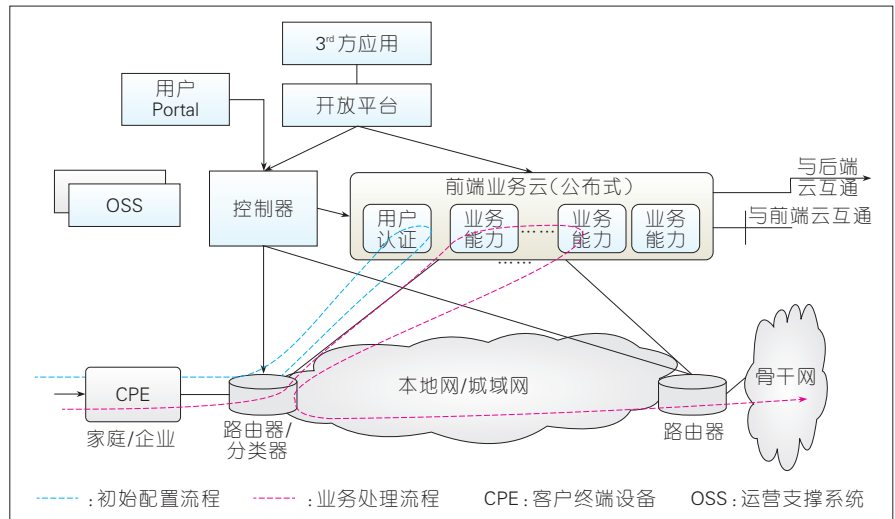 3rd方应用
用户
Portal
开放平台
OSS
控制器
前端业务云(公布式)
用户
认证
业务
能力
……
业务
能力
业务
能力
……
与后端
云互通
与前端云互通
CPE
家庭/企业
路由器/
分类器
本地网/城域网
路由器
骨干网
:初始配置流程
:业务处理流程
CPE:客户终端设备
OSS:运营支撑系统